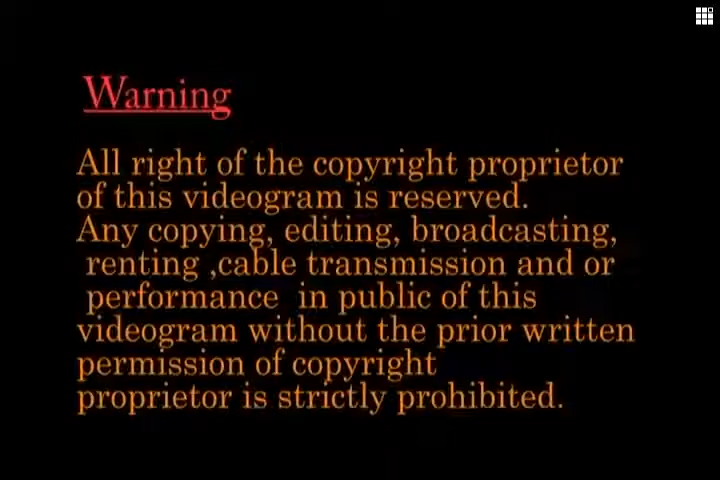 Warning
All right of the copyright proprietor
of this videogram is reserved.
Any copying, editing, broadcasting,
renting ,cable transmission and or
performance in public of this
videogram without the prior written
permission of copyright
proprietor is strictly prohibited.